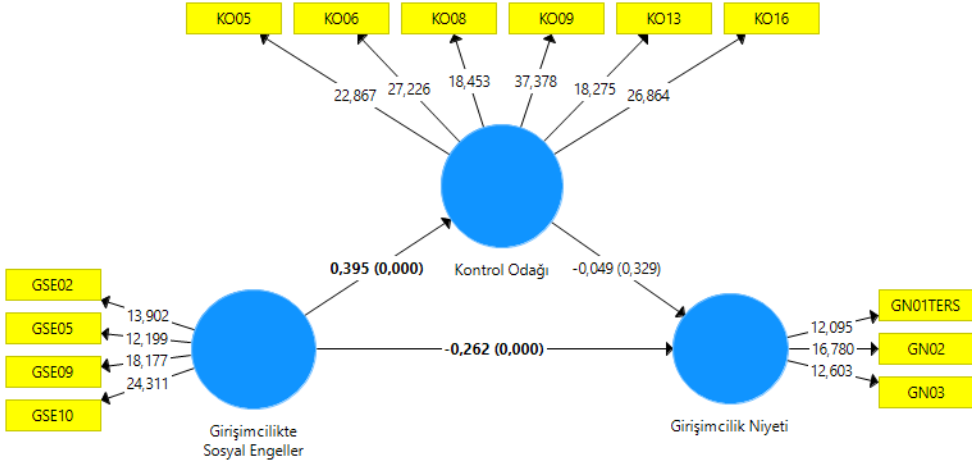 KO05 KO06 KO08 KO09 KO13 KO16
22,867 27,226 18,453 37,378 18,275 26,864
0,395 (0,000)
Kontrol Odağı
-0,049 (0,329)
GSE02
GSE05
GSE09
GSE10
13,902
12,199
18,177
24,311
-0,262 (0,000)
12,095
16,780
12,603
GN01TERS
GN02
GN03
Girişimcilikte
Sosyal Engeller
Girişimcilik Niyeti